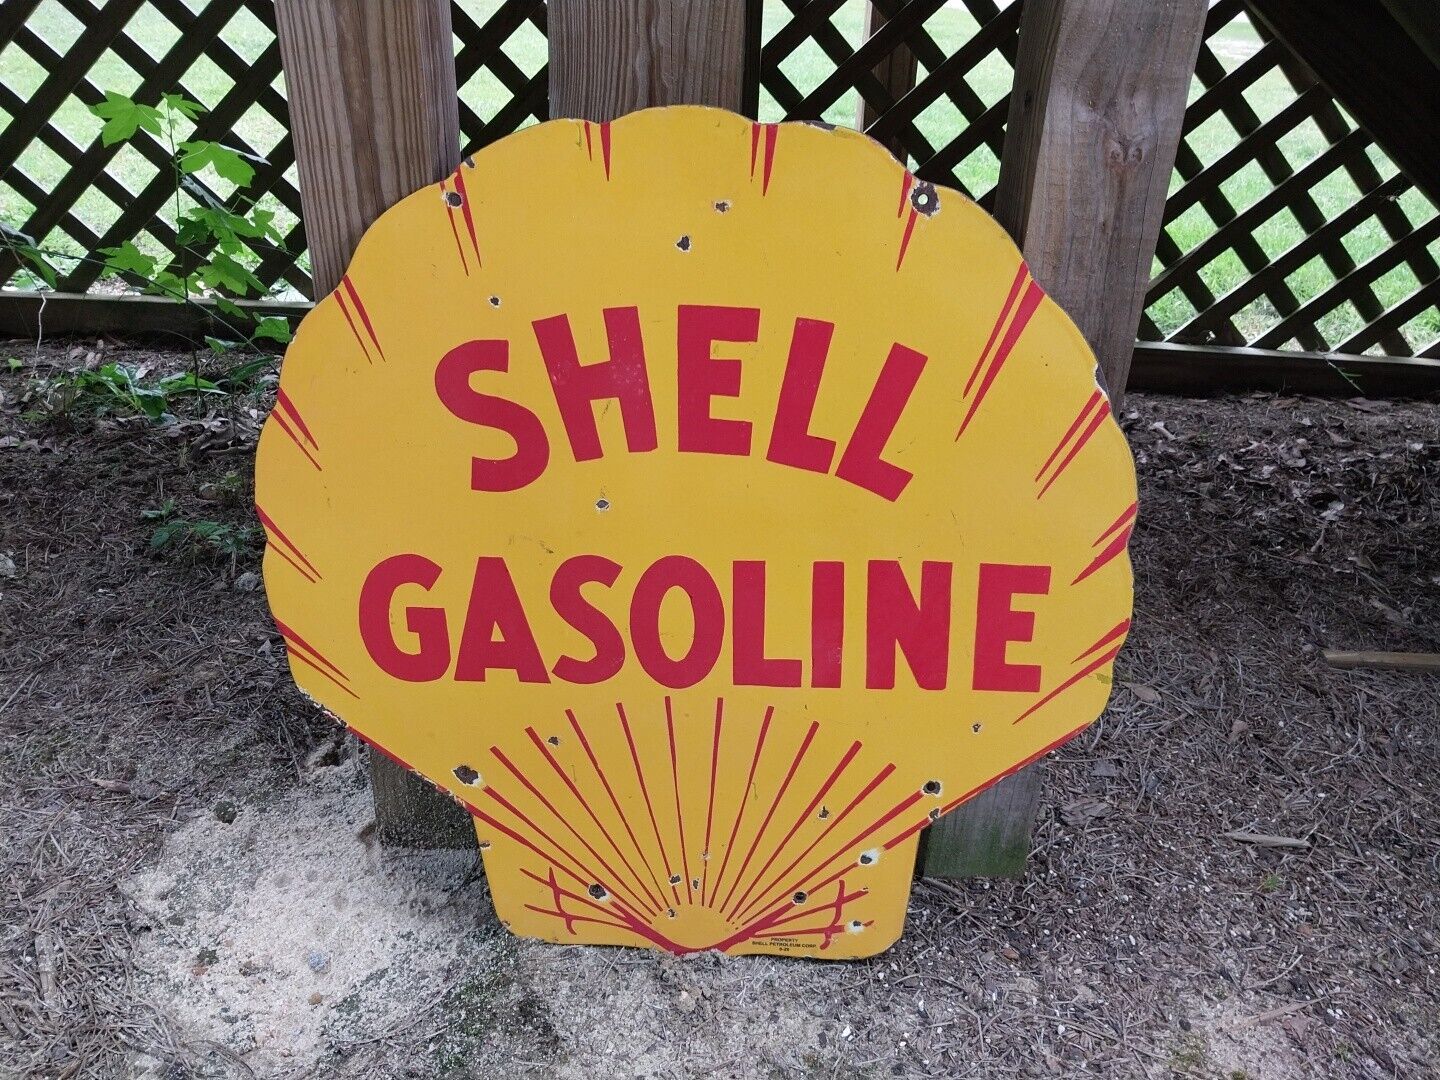 SHELL
GASOLINE
PROPERTY
SHELL PETROLEUM CORP.